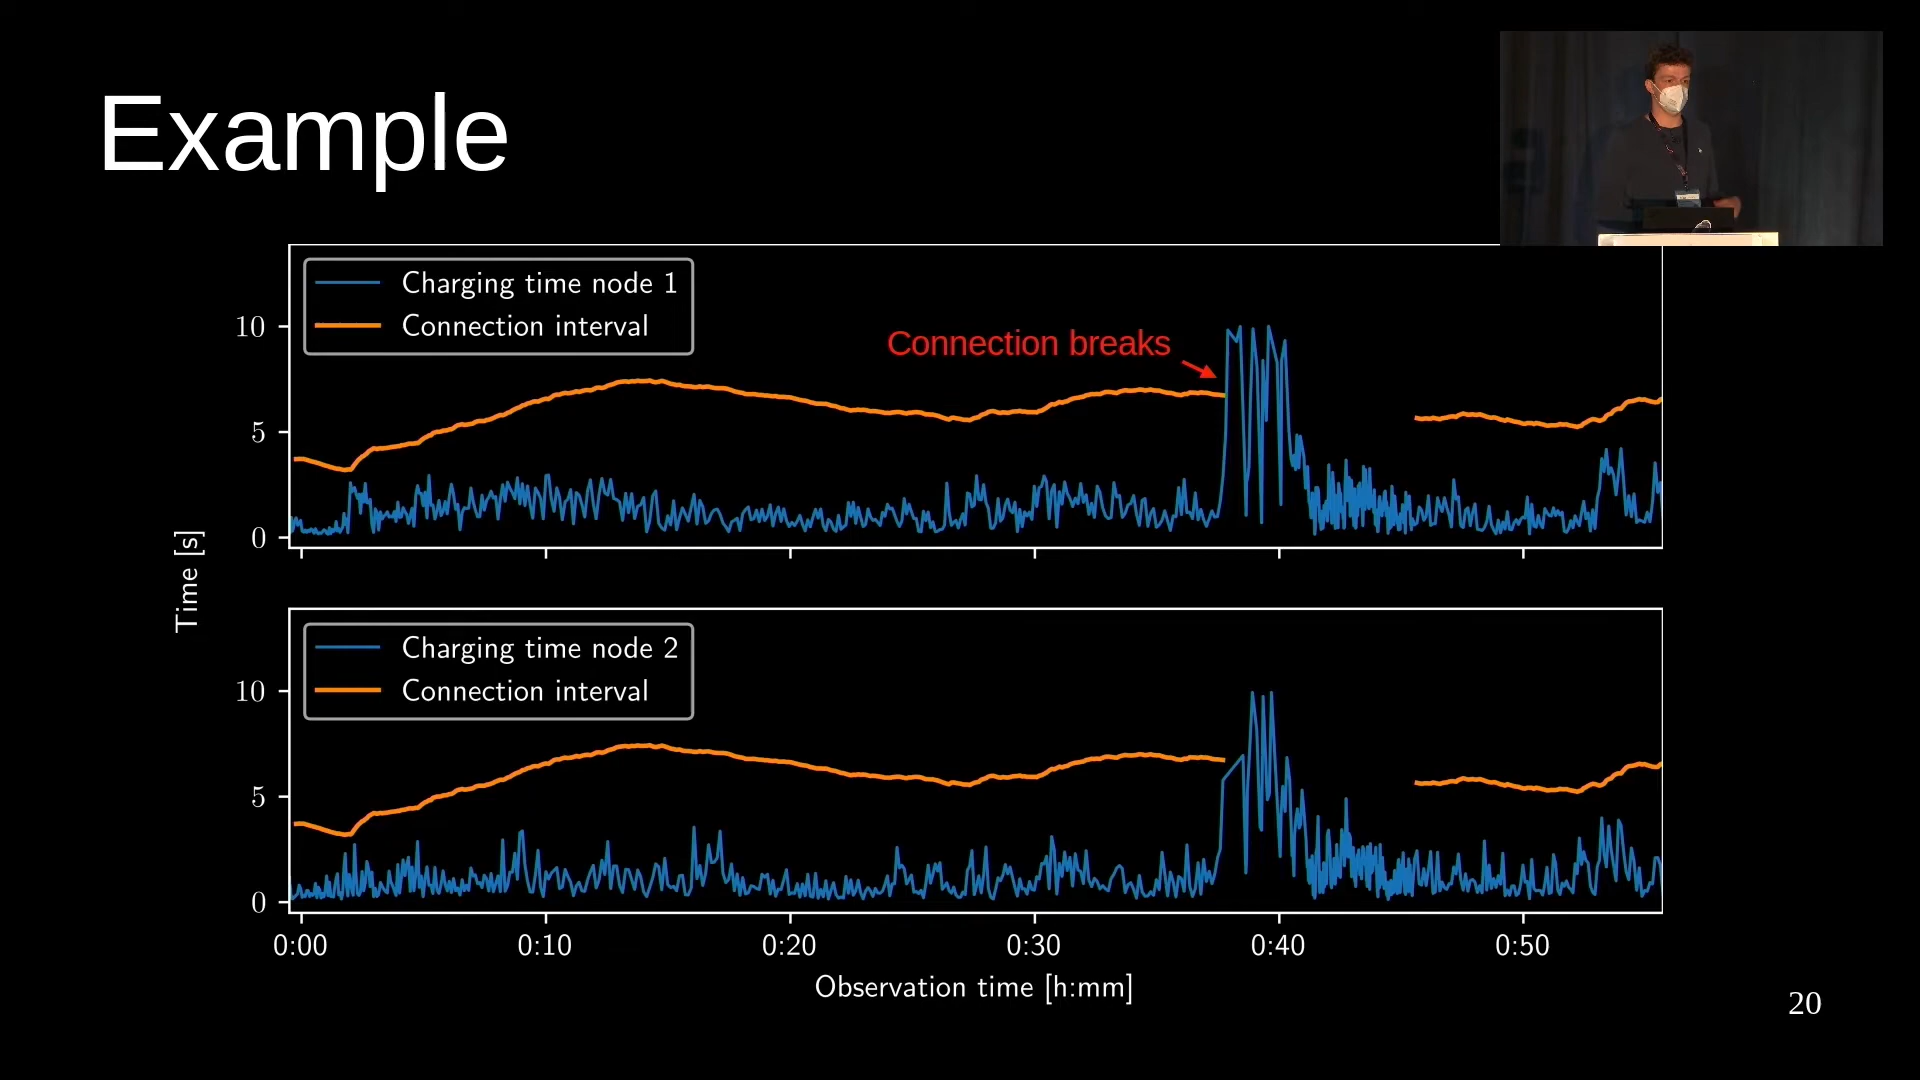 Example
Charging time node 1
Connection interval
Connection breaks
10
5
0
Time [s]
Charging time node 2
Connection interval
10
5
0
0:00 0:10 0:20 0:30 0:40 0:50
Observation time [h:mm]
20